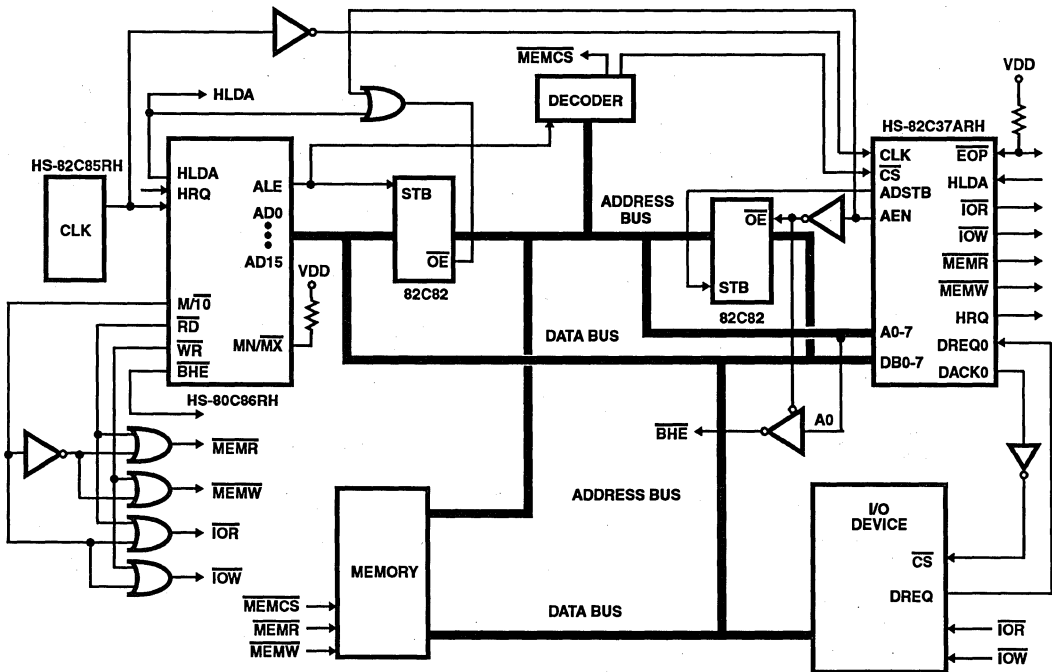 MEMCS
VDD
HLDA
DECODER
HS-82C37ARH
HS-82C85RH
CLK
HLDA
HRQ
ALE
AD0
AD15
M/IO
RD
WR
BHE
MN/MX
VDD
HS-80C86RH
STB
OE
82C82
ADDRESS
BUS
OE
STB
82C82
DATA BUS
CLK
CS
ADSTB
AEN
A0-7
DB0-7
EOP
HLDA
IOR
IOW
MEMR
MEMW
HRQ
DREQ0
DACK0
BHE
A0
MEMR
MEMW
IOR
IOW
ADDRESS BUS
MEMORY
MEMCS
MEMR
MEMW
DATA BUS
I/O
DEVICE
CS
DREQ
IOR
IOW